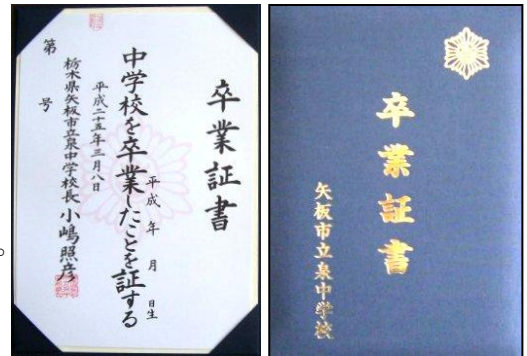 卒業証書
平成 年 月 日生
中学校を卒業したことを証する
平成二十五年三月八日
栃木県矢板市立泉中学校長 小嶋照彦
第 号
卒業証書
矢板市立泉中学校